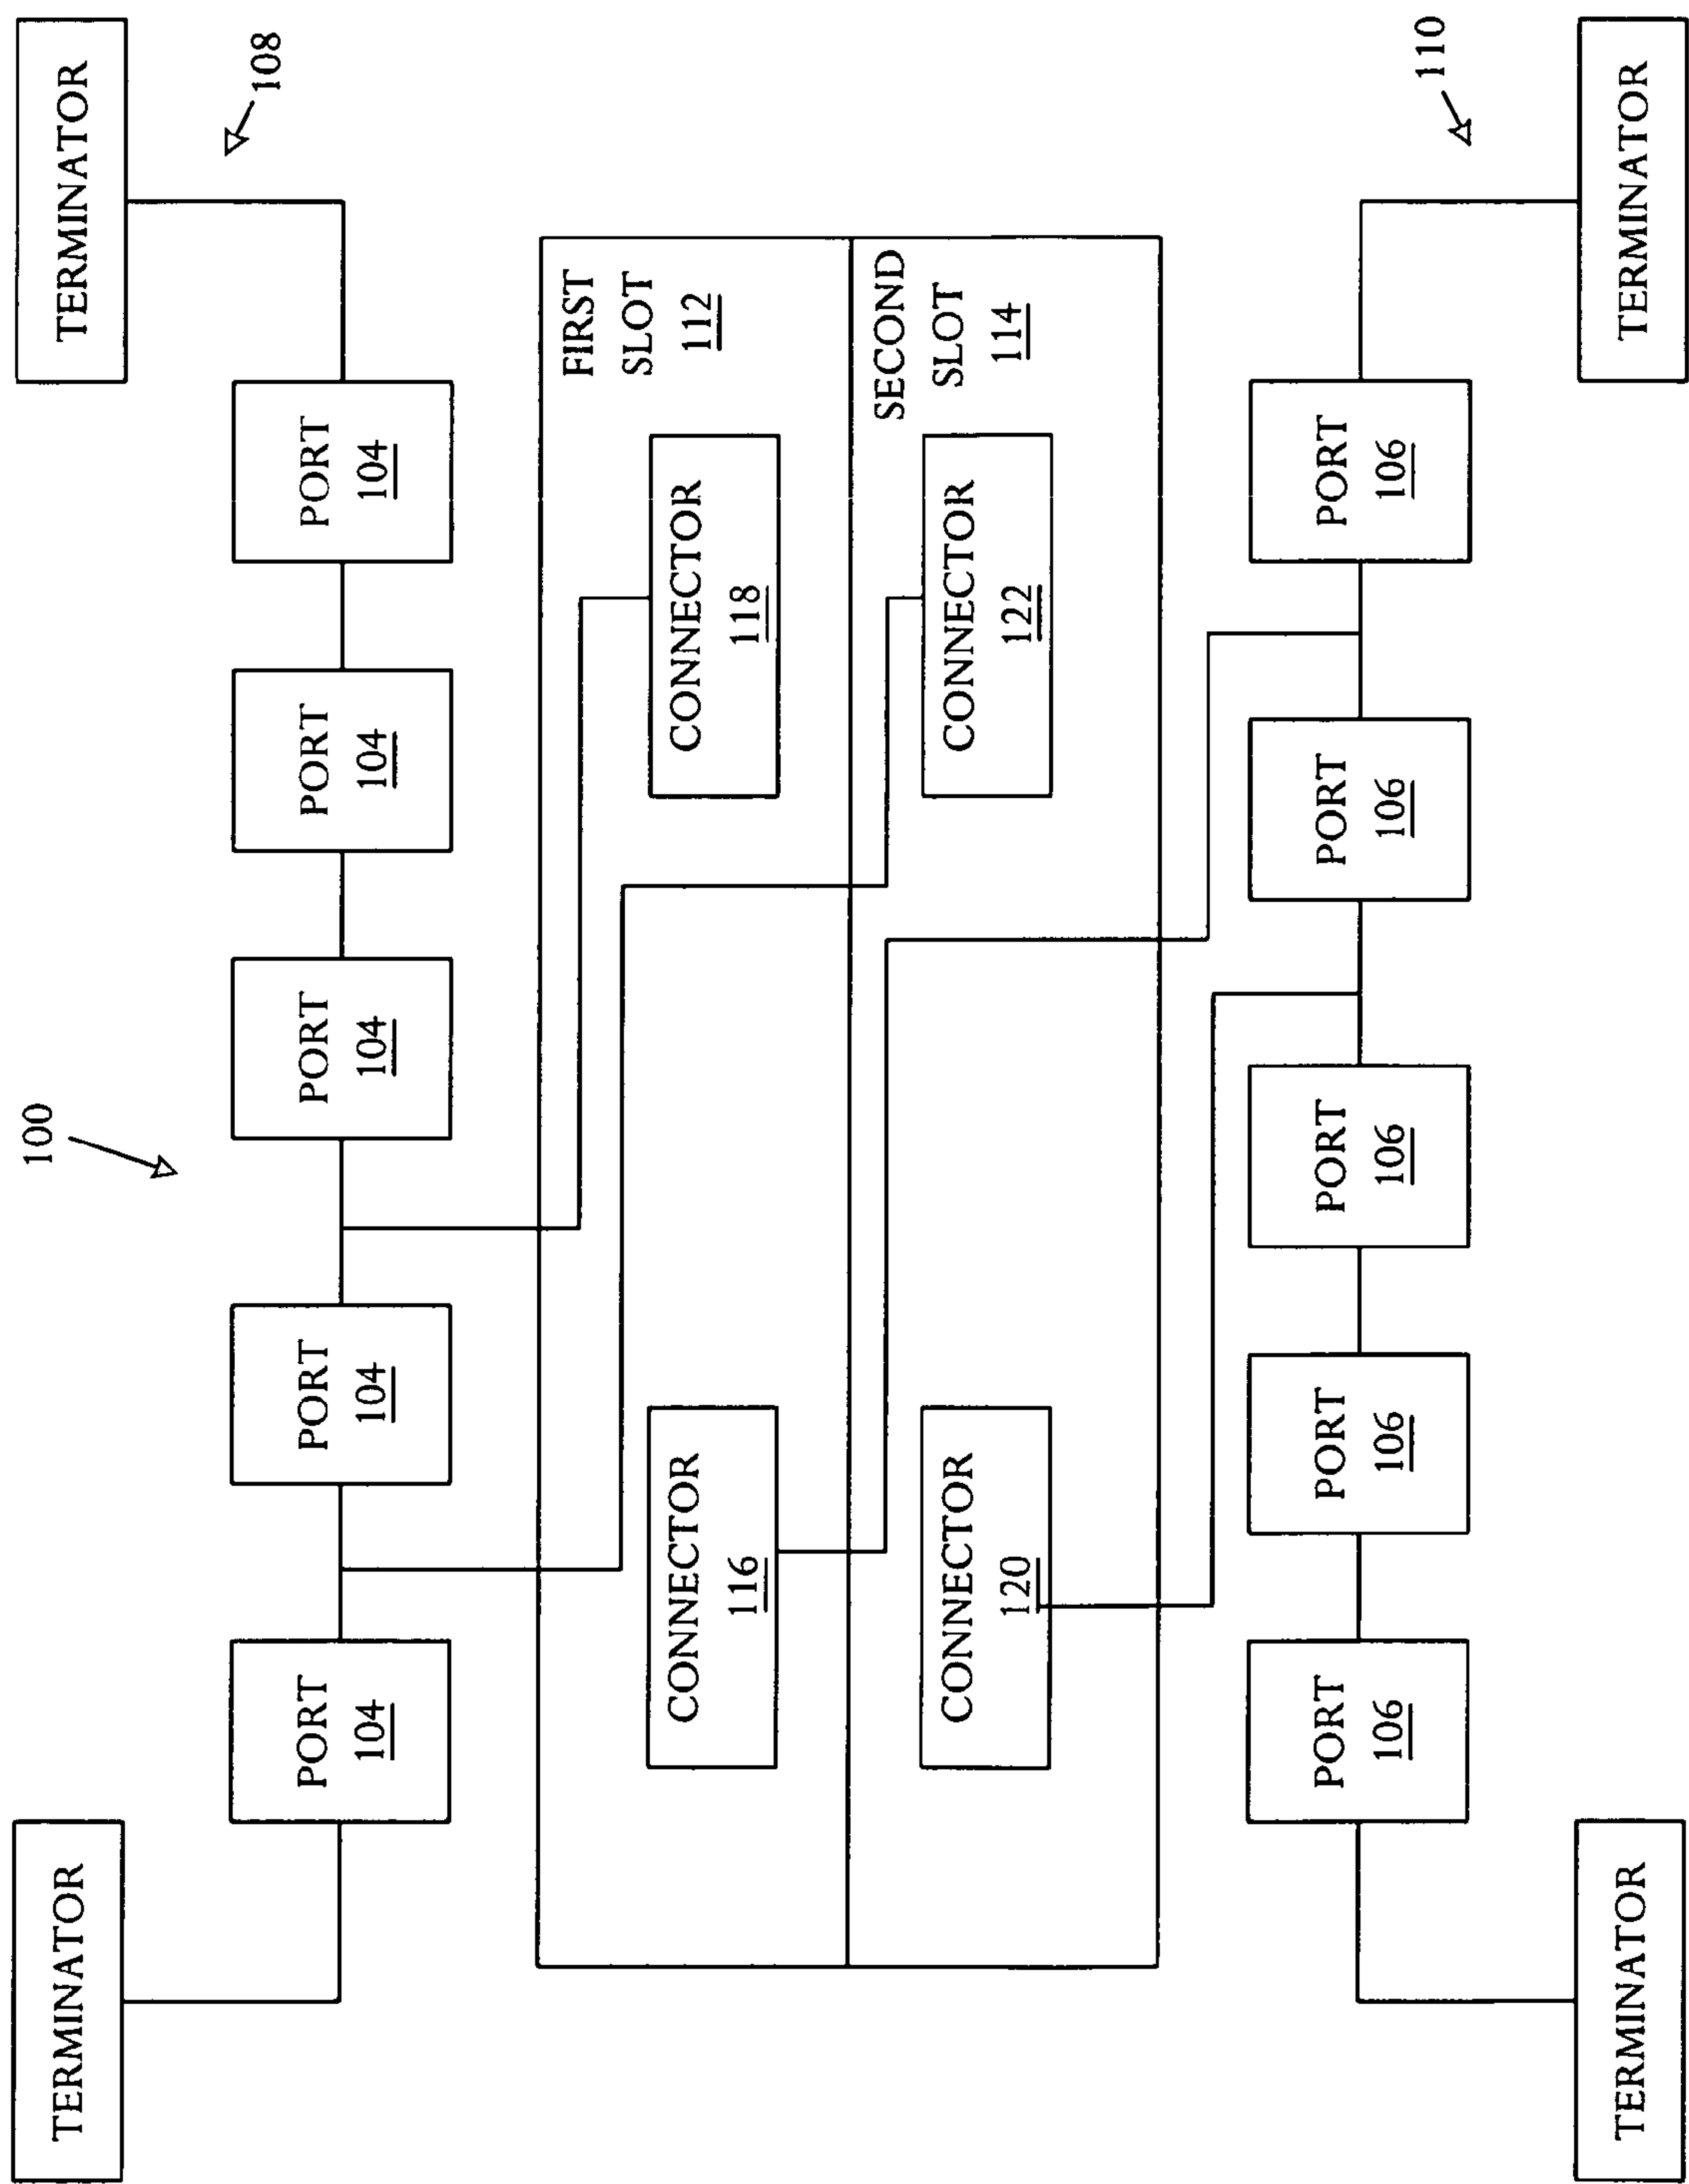 TERMINATOR
100
TERMINATOR
108
PORT
104
PORT
104
PORT
104
PORT
104
PORT
104
FIRST
SLOT
112
CONNECTOR
116
CONNECTOR
118
SECOND
SLOT
114
CONNECTOR
120
CONNECTOR
122
PORT
106
PORT
106
PORT
106
PORT
106
PORT
106
110
TERMINATOR
TERMINATOR